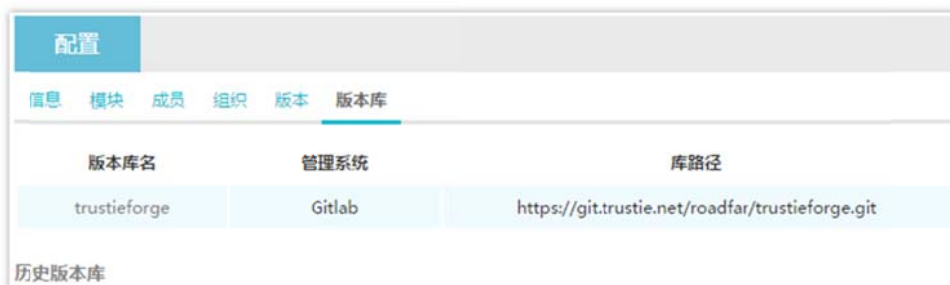 配置
信息 模块 成员 组织 版本 版本库
版本库名 管理系统 库路径
trustieforge Gitlab https://git.trustie.net/roadfar/trustieforge.git
历史版本库